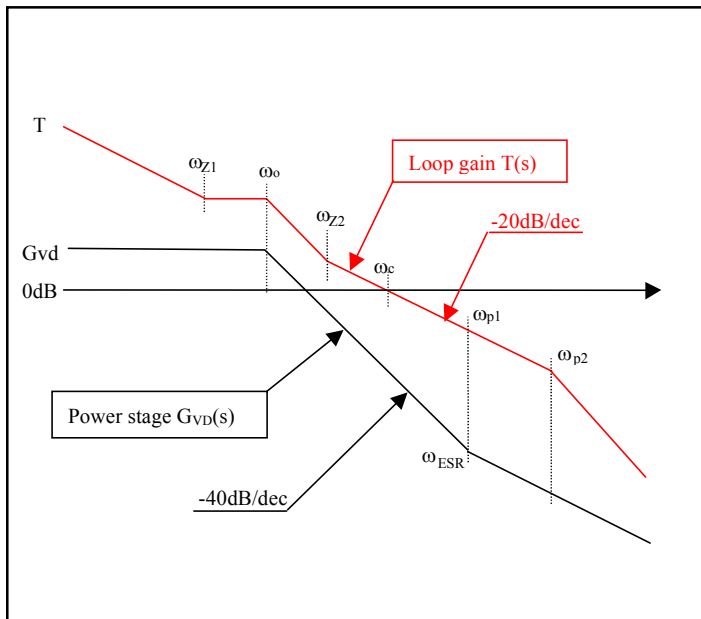 T
ωZ1
ωo
Loop gain T(s)
ωZ2
-20dB/dec
Gvd
ωc
0dB
ωp1
ωp2
Power stage GVD(s)
ωESR
-40dB/dec